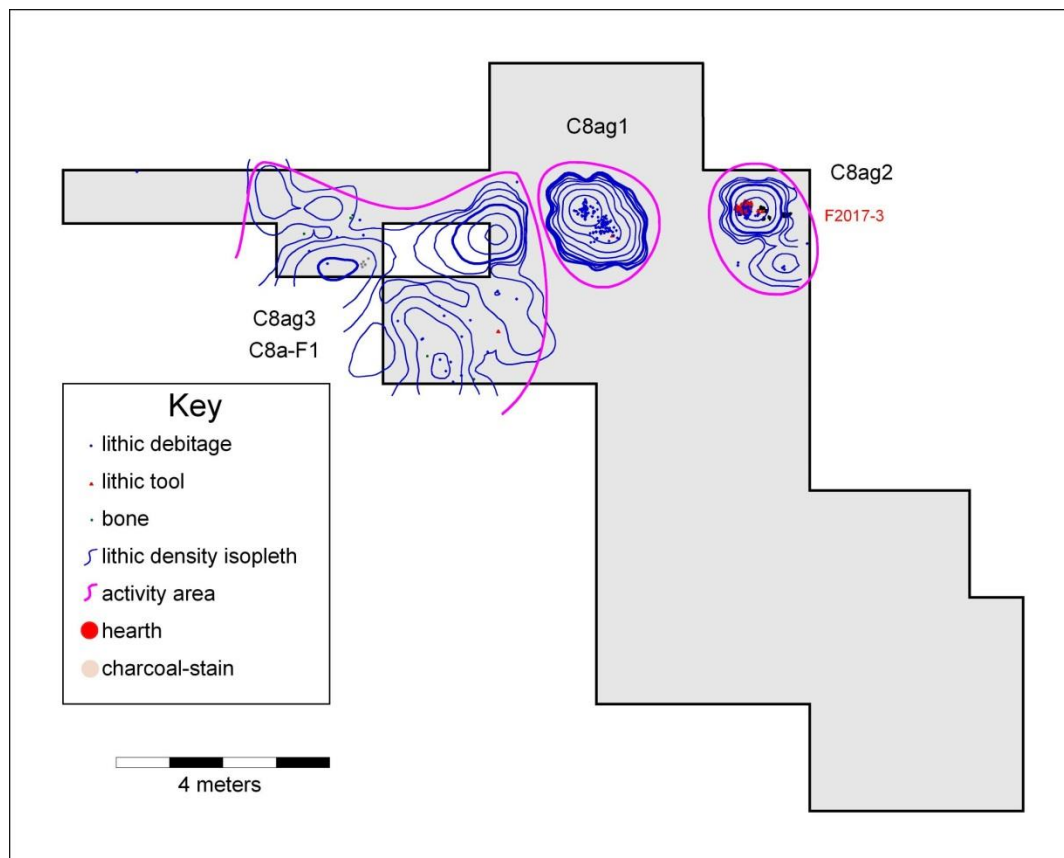 C8ag1
C8ag2
F2017-3
C8ag3
C8a-F1
Key
lithic debitage
lithic tool
bone
lithic density isopleth
activity area
hearth
charcoal-stain
4 meters